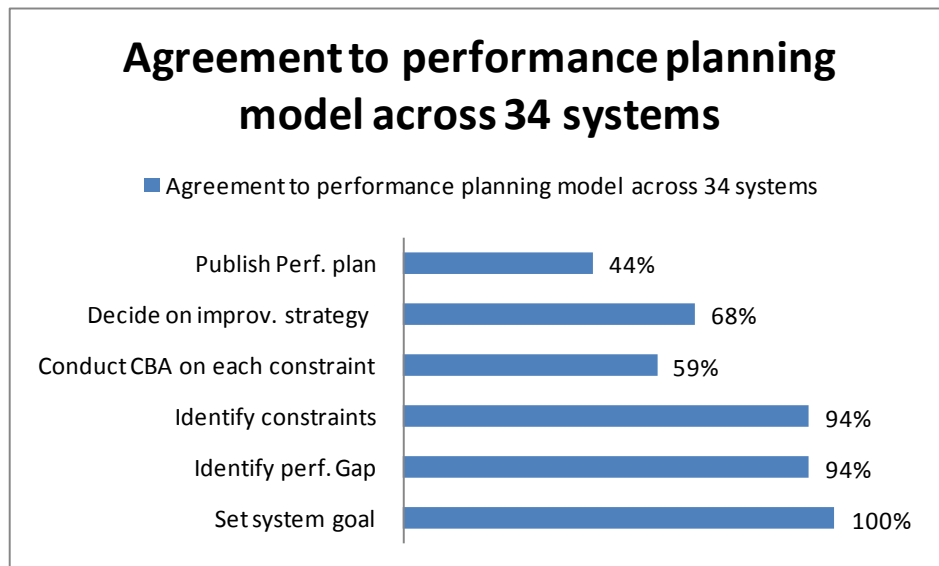 Agreement to performance planning
model across 34 systems
Agreement to performance planning model across 34 systems
Publish Perf. plan 44%
Decide on improv. strategy 68%
Conduct CBA on each constraint 59%
Identify constraints 94%
Identify perf. Gap 94%
Set system goal 100%